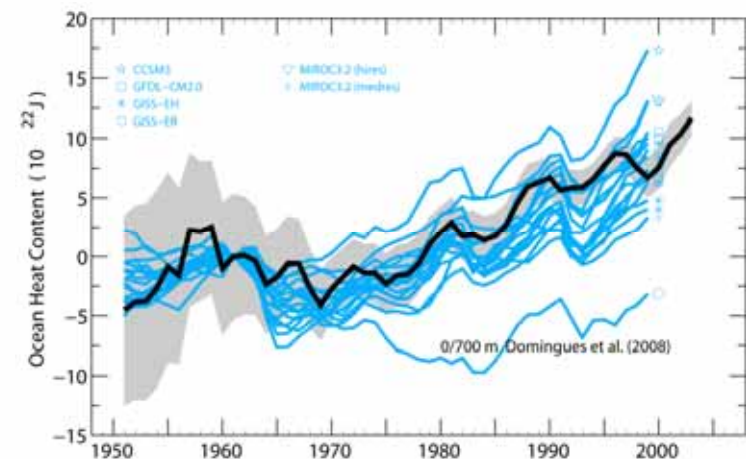 20
15
10
5
0
−5
−10
−15
Ocean Heat Content (10 22 J)
CCSM3
GFDL−CM2.0
GISS−EH
GISS−ER
MIROC3.2 (hires)
MIROC3.2 (medres)
0/700 m, Domingues et al. (2008)
1950 1960 1970 1980 1990 2000